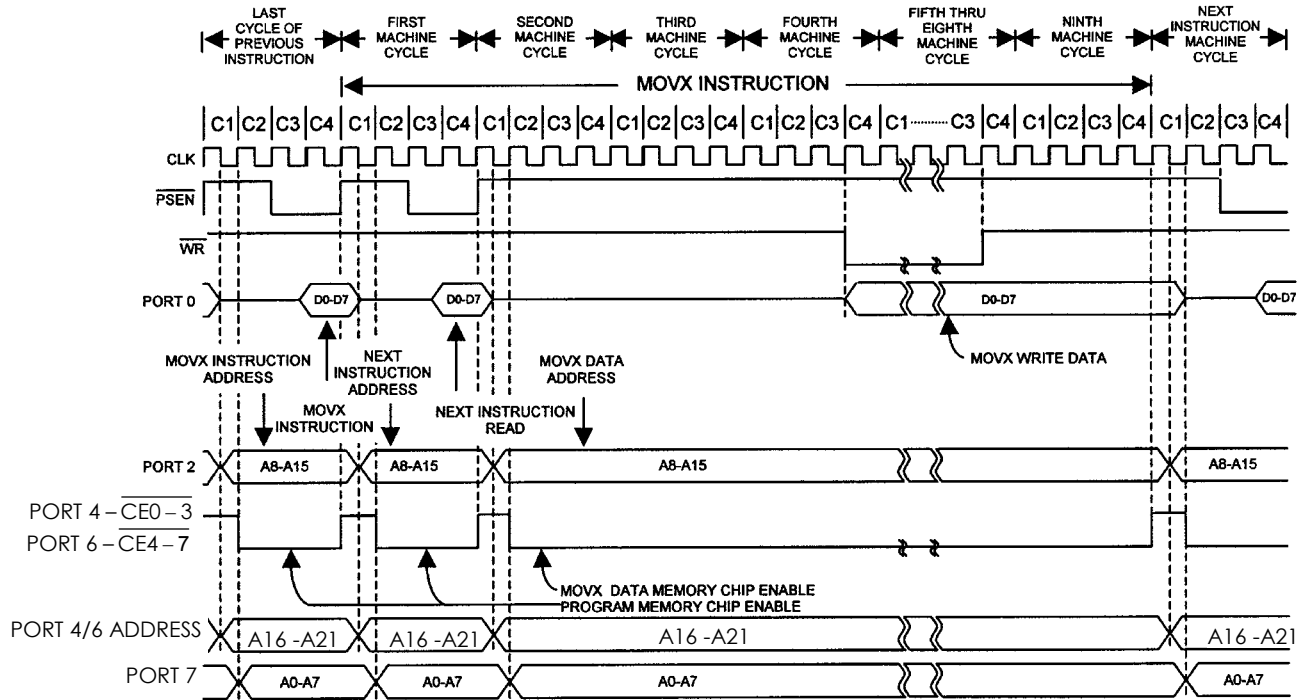 LAST
CYCLE OF
PREVIOUS
INSTRUCTION
FIRST
MACHINE
CYCLE
SECOND
MACHINE CYCLE
THIRD
MACHINE
CYCLE
FOURTH
MACHINE
CYCLE
FIFTH THRU
EIGHTH
MACHINE
CYCLE
NINTH
MACHINE
CYCLE
NEXT
INSTRUCTION
MACHINE
CYCLE
MOVX INSTRUCTION
C1 C2 C3 C4 C1 C2 C3 C4 C1 C2 C3 C4 C1 C2 C3 C4 C1 C2 C3 C4 C1 ........ C3 C4 C1 C2 C3 C4 C1 C2 C3 C4
CLK
PSEN
WR
PORT 0 D0-D7 D0-D7 D0-D7 D0-D7
MOVX INSTRUCTION
ADDRESS
NEXT
INSTRUCTION
ADDRESS
MOVX DATA
ADDRESS
MOVX WRITE DATA
MOVX
INSTRUCTION
NEXT INSTRUCTION
READ
PORT 2 A8-A15 A8-A15 A8-A15 A8-A15
PORT 4 – CE0 – 3
PORT 6 – CE4 – 7
MOVX DATA MEMORY CHIP ENABLE
PROGRAM MEMORY CHIP ENABLE
PORT 4/6 ADDRESS A16 -A21 A16 -A21 A16 -A21 A16 -A21
PORT 7 A0-A7 A0-A7 A0-A7 A0-A7